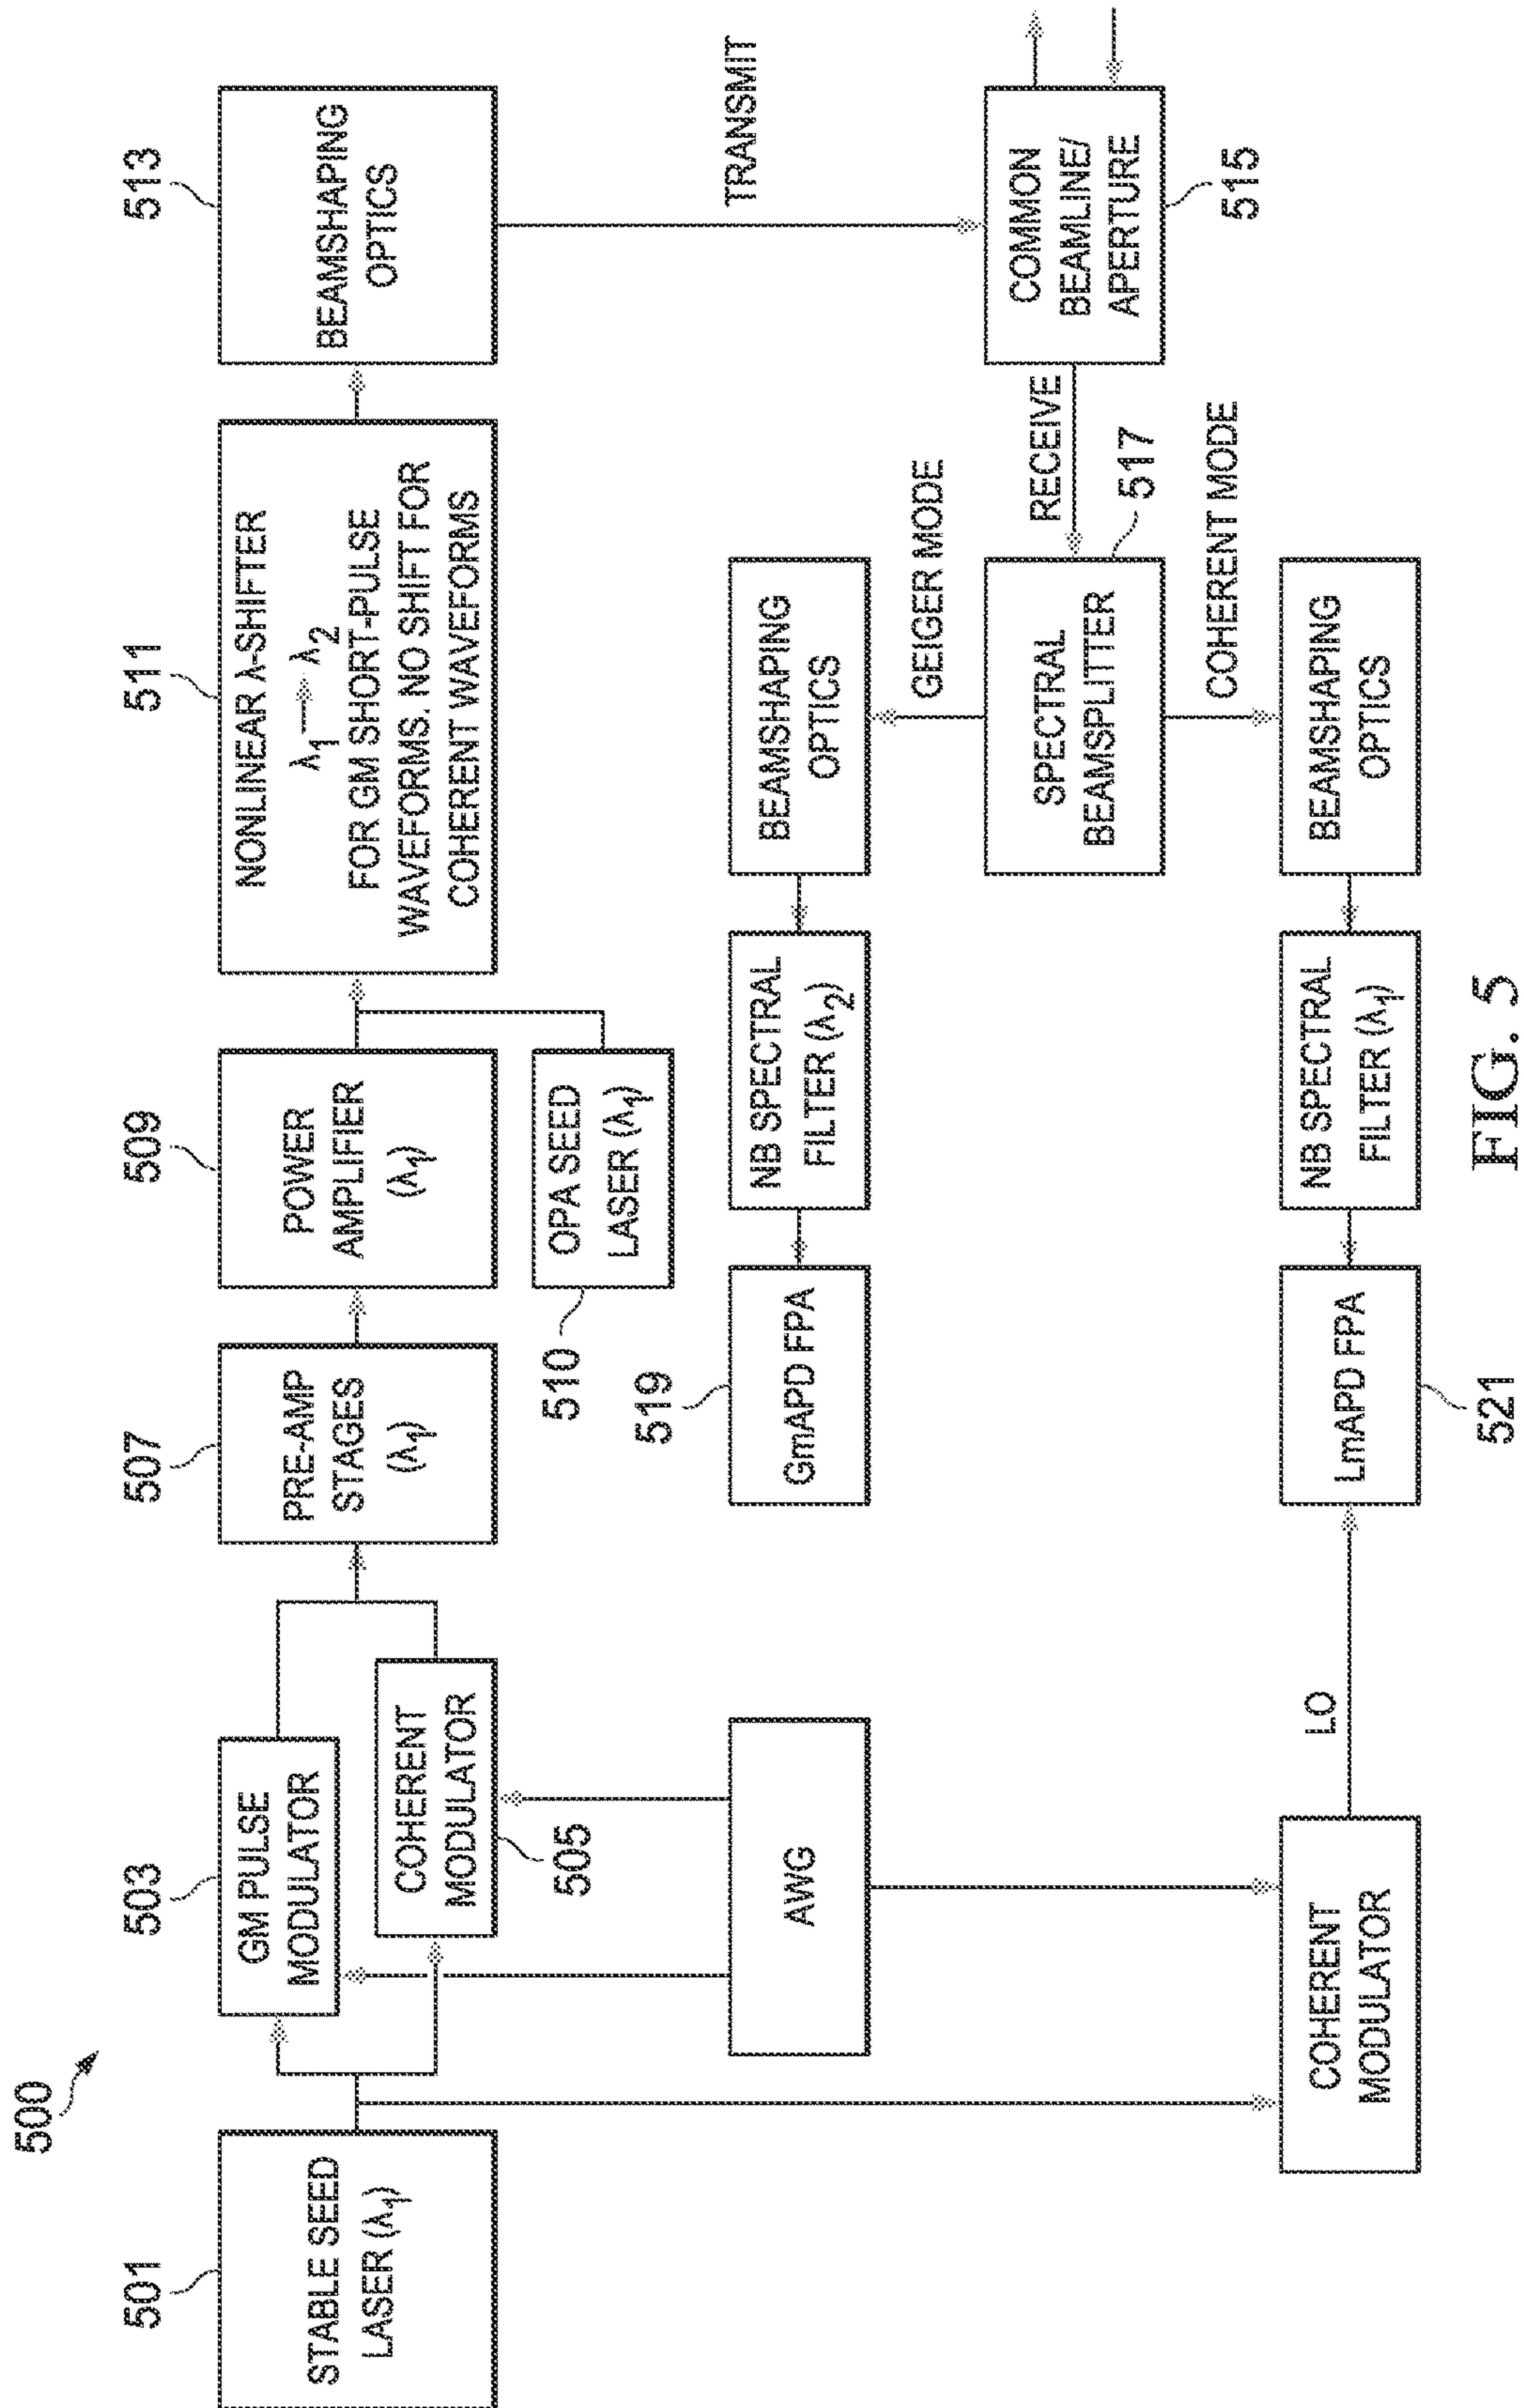 500
501
STABLE SEED
LASER (λ1)
503
GM PULSE
MODULATOR
COHERENT
MODULATOR
505
507
PRE-AMP
STAGES
(λ1)
509
POWER
AMPLIFIER
(λ1)
OPA SEED
LASER (λ1)
510
511
NONLINEAR λ-SHIFTER
λ1 → λ2
FOR GM SHORT-PULSE
WAVEFORMS. NO SHIFT FOR
COHERENT WAVEFORMS
513
BEAMSHAPING
OPTICS
TRANSMIT
COMMON
BEAMLINE/
APERTURE
515
RECEIVE
SPECTRAL
BEAMSPLITTER
517
GEIGER MODE
BEAMSHAPING
OPTICS
NB SPECTRAL
FILTER (λ2)
GmAPD FPA
519
COHERENT MODE
BEAMSHAPING
OPTICS
NB SPECTRAL
FILTER (λ1)
LmAPD FPA
521
AWG
LO
COHERENT
MODULATOR
FIG. 5